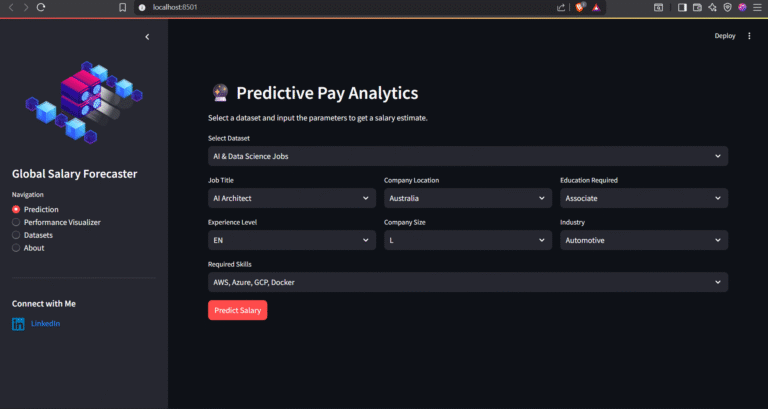 localhost:8501
Deploy
Global Salary Forecaster
Navigation
Prediction
Performance Visualizer
Datasets
About
Connect with Me
LinkedIn
Predictive Pay Analytics
Select a dataset and input the parameters to get a salary estimate.
Select Dataset
AI & Data Science Jobs
Job Title Company Location Education Required
AI Architect Australia Associate
Experience Level Company Size Industry
EN L Automotive
Required Skills
AWS, Azure, GCP, Docker
Predict Salary